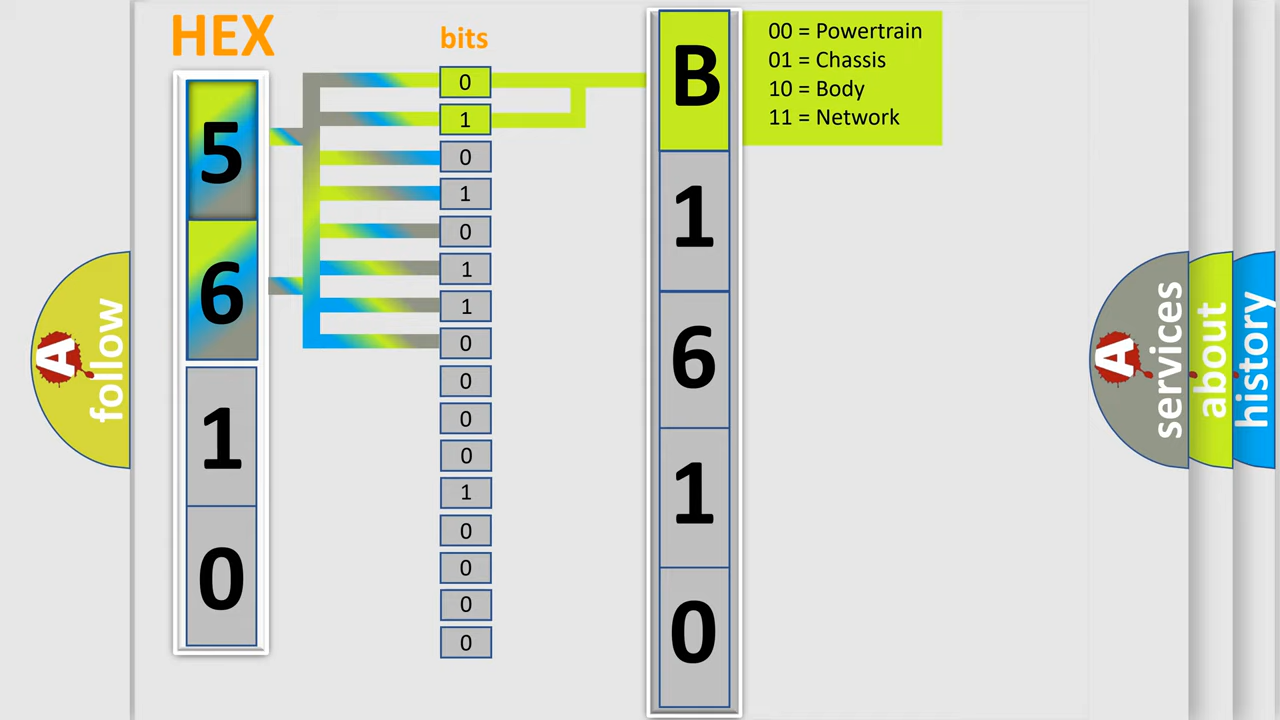 HEX
bits
5
6
1
0
0
1
0
1
0
1
1
0
0
0
0
1
0
0
0
0
B
1
6
1
0
00 = Powertrain
01 = Chassis
10 = Body
11 = Network
A
follow
A
services
about
history